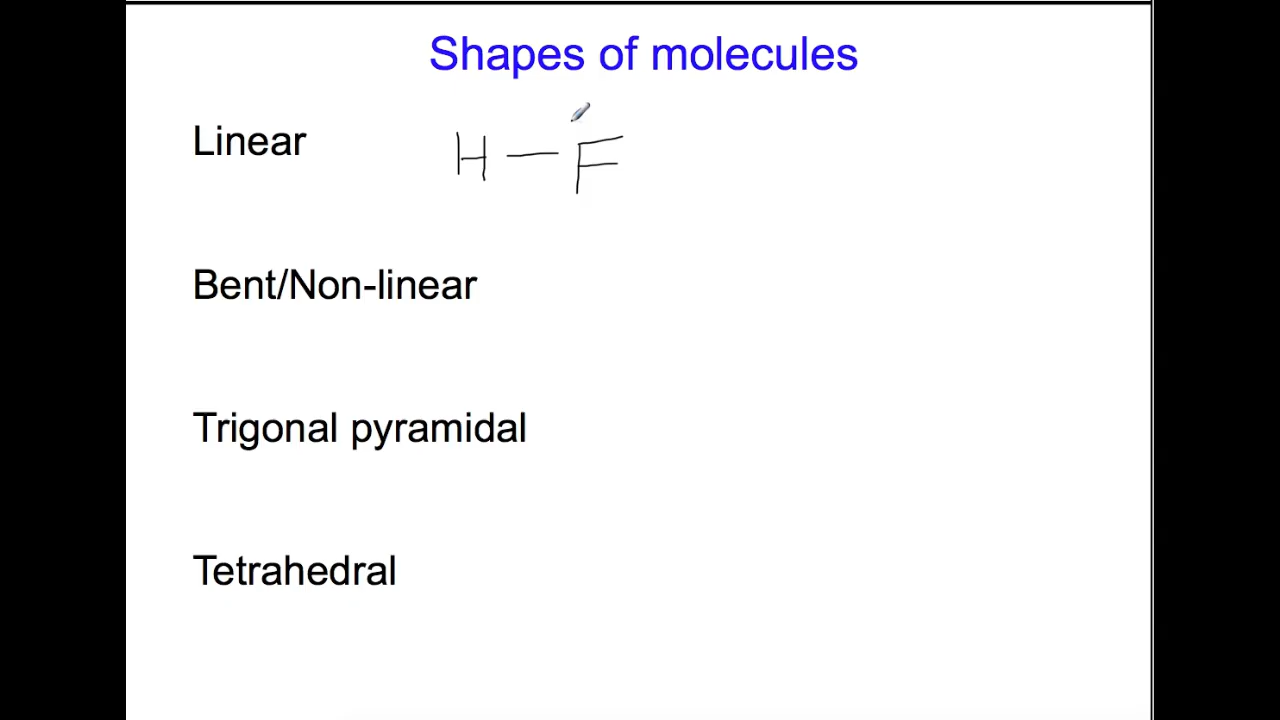 Shapes of molecules
Linear H — F
Bent/Non-linear
Trigonal pyramidal
Tetrahedral